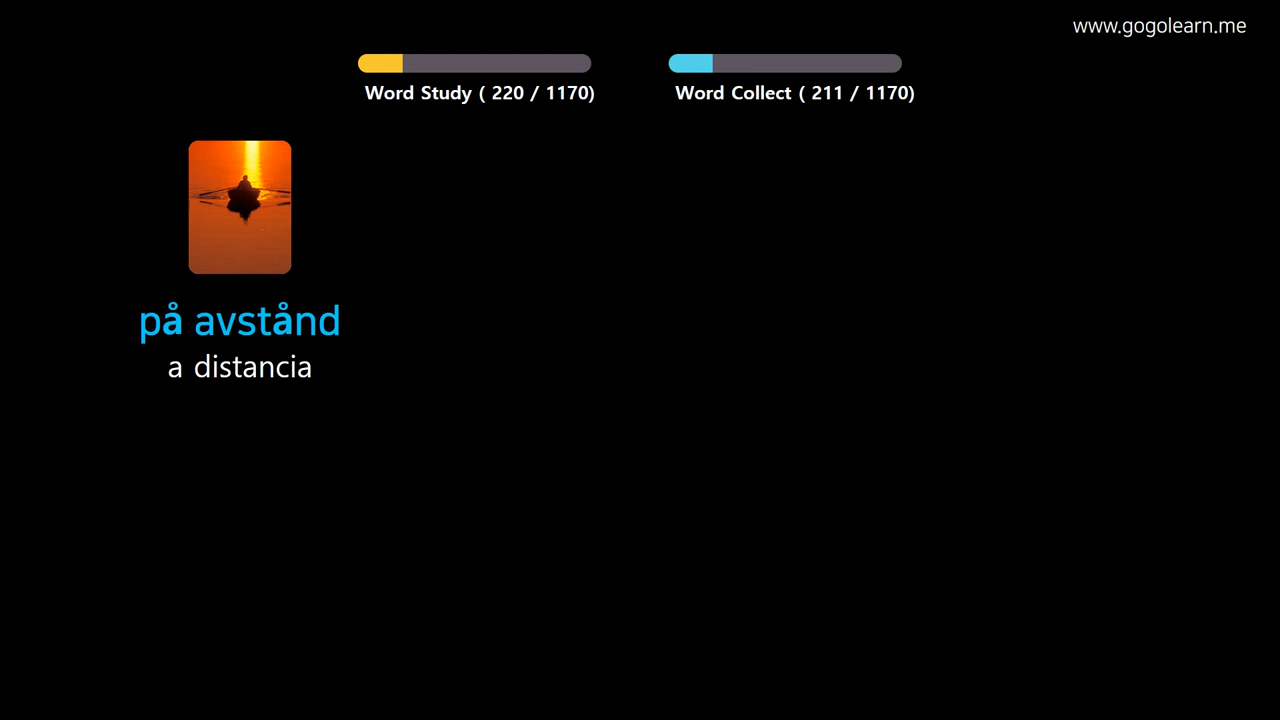 www.gogolearn.me
Word Study ( 220 / 1170)
Word Collect ( 211 / 1170)
på avstånd
a distancia